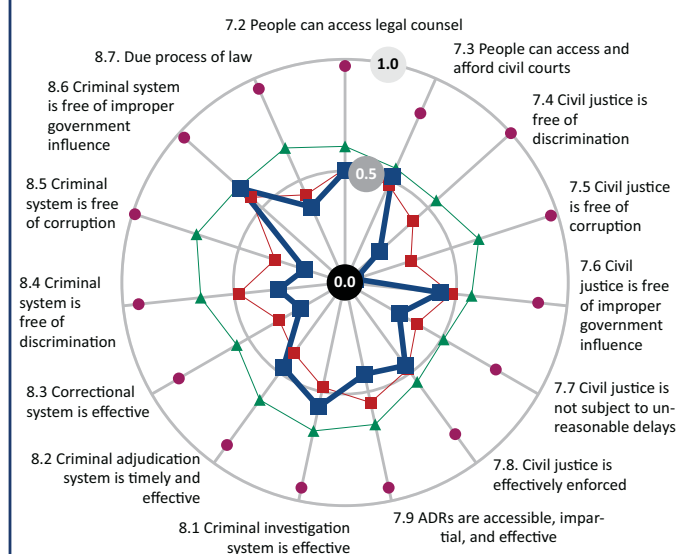 7.2 People can access legal counsel
1.0
7.3 People can access and
afford civil courts
7.4 Civil justice is
free of
discrimination
7.5 Civil justice
is free of
corruption
7.6 Civil
justice is free
of improper
government
influence
7.7 Civil justice is
not subject to un-
reasonable delays
7.8. Civil justice is
effectively enforced
7.9 ADRs are accessible, impar-
tial, and effective
8.1 Criminal investigation
system is effective
8.2 Criminal adjudication
system is timely and
effective
8.3 Correctional
system is effective
8.4 Criminal
system is
free of
discrimination
8.5 Criminal
system is free
of corruption
8.6 Criminal system
is free of improper
government
influence
8.7. Due process of law
0.5
0.0